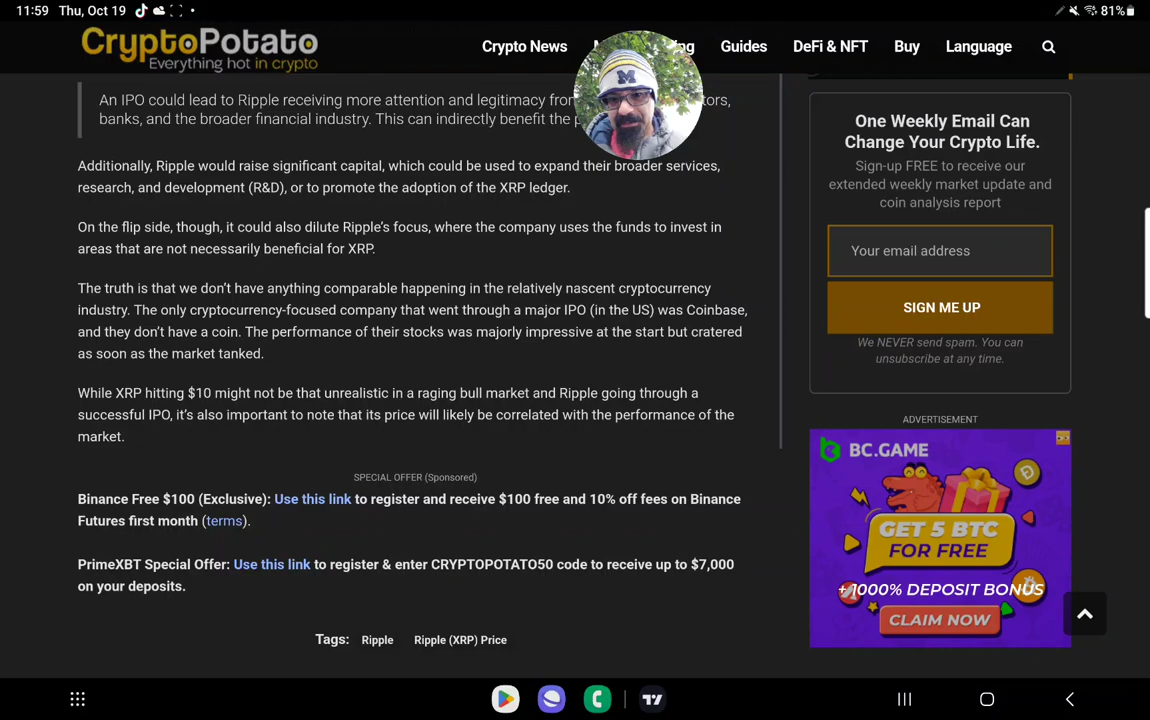 11:59 Thu, Oct 19 81%
CryptoPotato
Everything hot in crypto
Crypto News Guides DeFi & NFT Buy Language
An IPO could lead to Ripple receiving more attention and legitimacy
banks, and the broader financial industry. This can indirectly benefit the
Additionally, Ripple would raise significant capital, which could be used to expand their broader services,
research, and development (R&D), or to promote the adoption of the XRP ledger.
On the flip side, though, it could also dilute Ripple's focus, where the company uses the funds to invest in
areas that are not necessarily beneficial for XRP.
The truth is that we don't have anything comparable happening in the relatively nascent cryptocurrency
industry. The only cryptocurrency-focused company that went through a major IPO (in the US) was Coinbase,
and they don't have a coin. The performance of their stocks was majorly impressive at the start but cratered
as soon as the market tanked.
While XRP hitting $10 might not be that unrealistic in a raging bull market and Ripple going through a
successful IPO, it's also important to note that its price will likely be correlated with the performance of the
market.
SPECIAL OFFER (Sponsored)
Binance Free $100 (Exclusive): Use this link to register and receive $100 free and 10% off fees on Binance
Futures first month (terms).
PrimeXBT Special Offer: Use this link to register & enter CRYPTOPOTATO50 code to receive up to $7,000
on your deposits.
Tags: Ripple Ripple (XRP) Price
One Weekly Email Can
Change Your Crypto Life.
Sign-up FREE to receive our
extended weekly market update and
coin analysis report
Your email address
SIGN ME UP
We NEVER send spam. You can
unsubscribe at any time.
ADVERTISEMENT
BC.GAME
GET 5 BTC
FOR FREE
+ 1000% DEPOSIT BONUS
CLAIM NOW
M